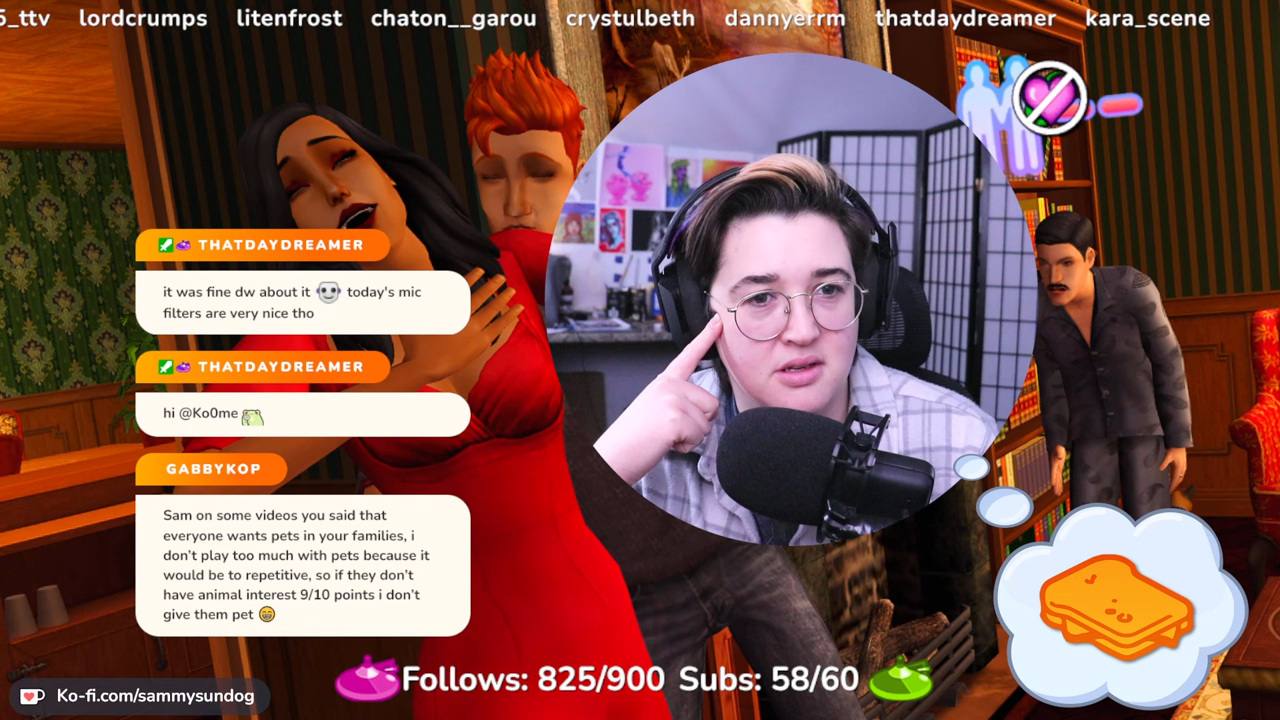 5_ttv lordcrumps litenfrost chaton__garou crystulbeth dannyerrm thatdaydreamer kara_scene
THATDAYDREAMER
it was fine dw about it today's mic
filters are very nice tho
THATDAYDREAMER
hi @Ko0me
GABBYKOP
Sam on some videos you said that
everyone wants pets in your families, i
don't play too much with pets because it
would be to repetitive, so if they don't
have animal interest 9/10 points i don't
give them pet
Follows: 825/900 Subs: 58/60
Ko-fi.com/sammysundog